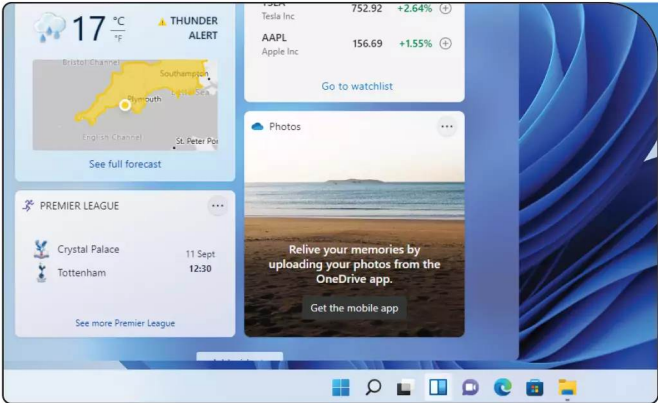 17 °C
°F
THUNDER
ALERT
Bristol Channel
Southampton
Plymouth
English Channel
St. Peter Por
See full forecast
TSLA
Tesla Inc
752.92 +2.64%
AAPL
Apple Inc
156.69 +1.55%
Go to watchlist
PREMIER LEAGUE
Crystal Palace
Tottenham
11 Sept
12:30
See more Premier League
Photos
Relive your memories by
uploading your photos from the
OneDrive app.
Get the mobile app